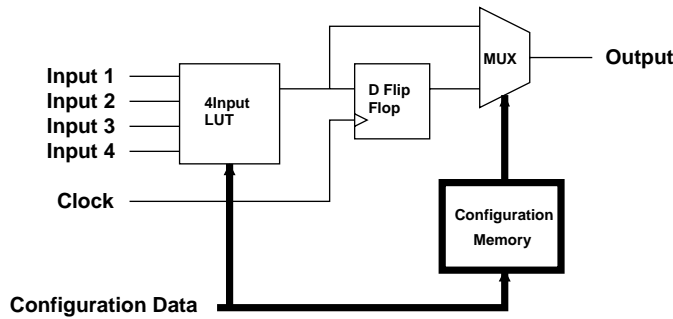 MUX
Output
Input 1
Input 2
Input 3
Input 4
4Input
LUT
D Flip
Flop
Clock
Configuration
Memory
Configuration Data